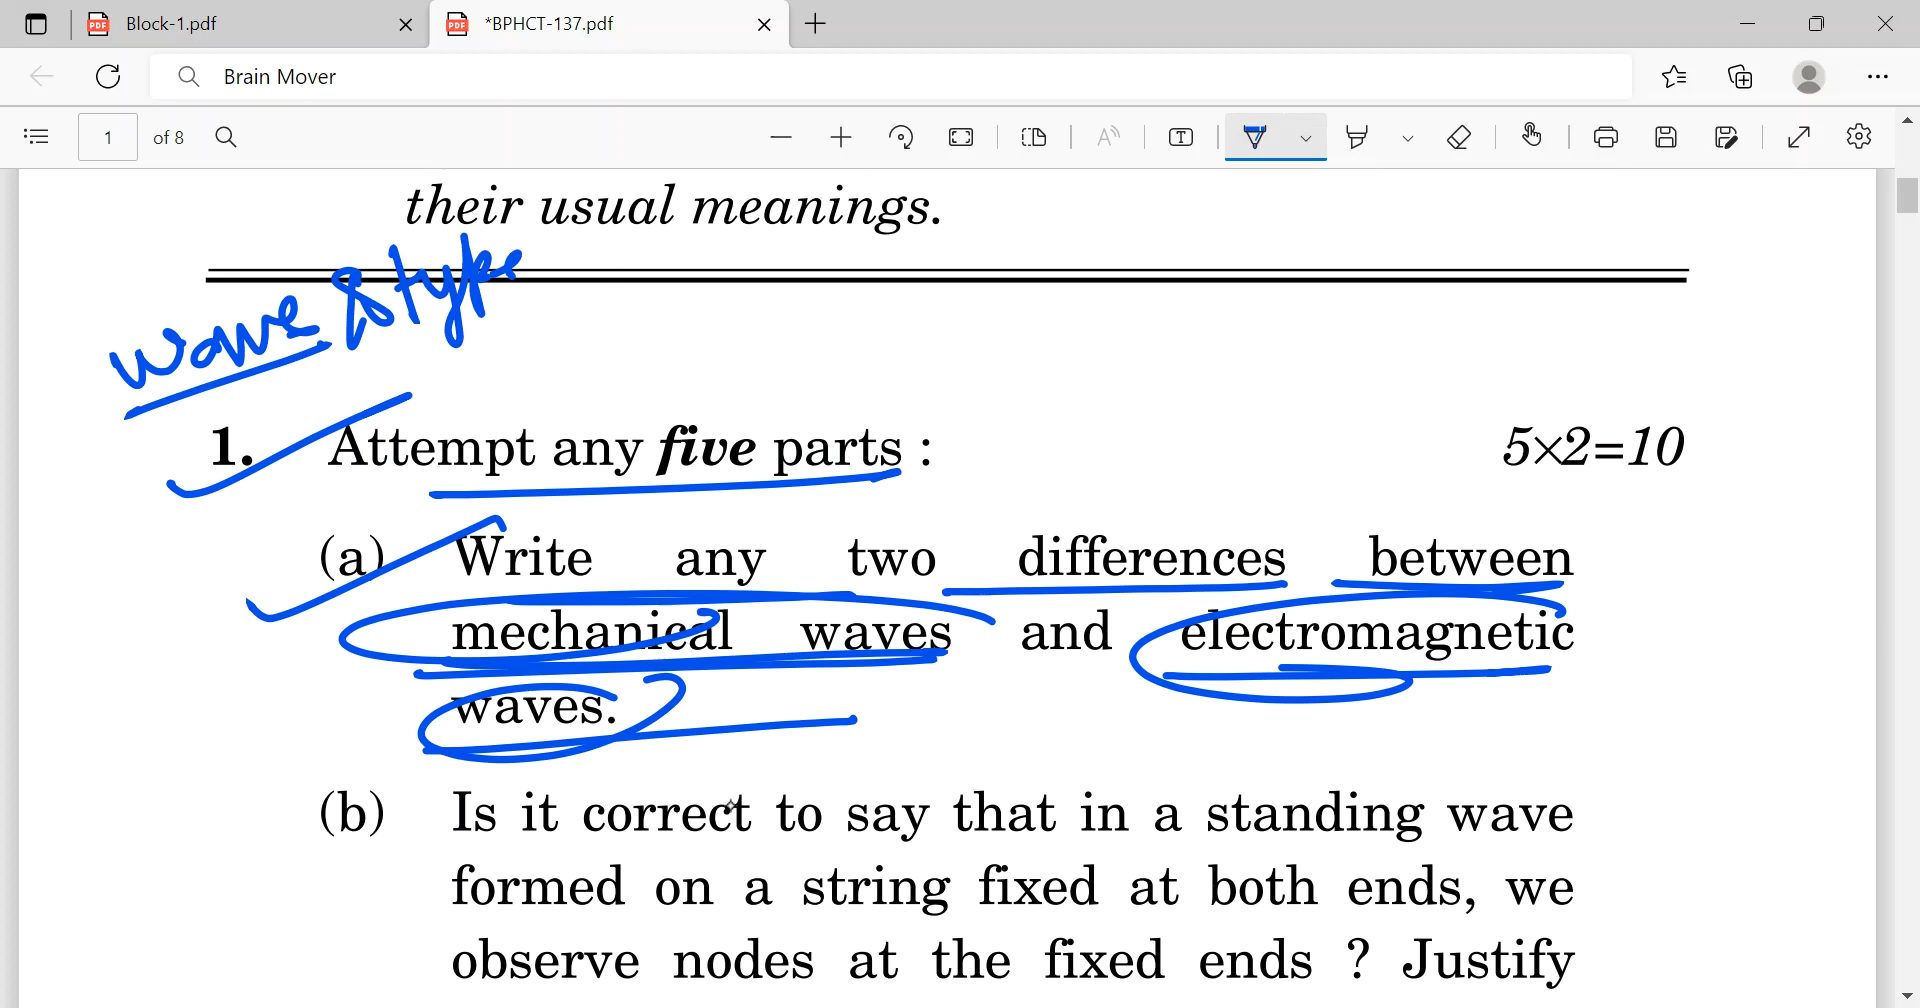 Block-1.pdf
*BPHCT-137.pdf
Brain Mover
1 of 8
their usual meanings.
wave & type
1. Attempt any five parts : 5×2=10
(a) Write any two differences between
mechanical waves and electromagnetic
waves.
(b) Is it correct to say that in a standing wave
formed on a string fixed at both ends, we
observe nodes at the fixed ends ? Justify